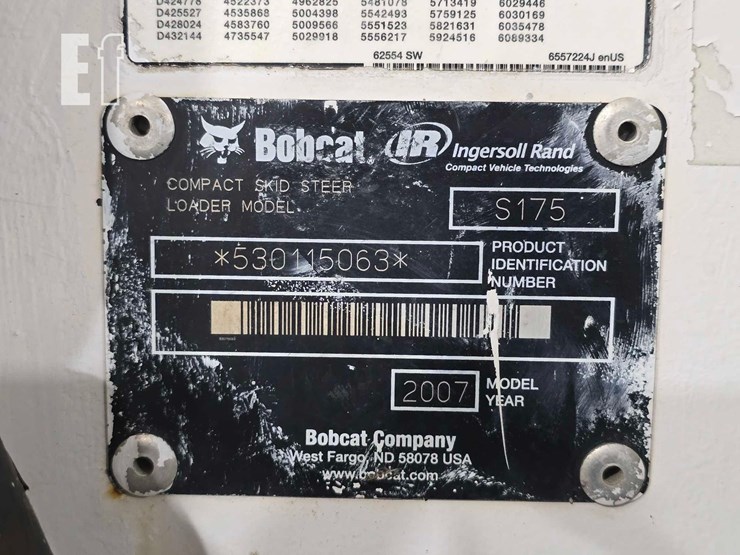 D424778 4522373 4962825 5481078 5713419 6029446
D425527 4535868 5004398 5542493 5759125 6030169
D428024 4583760 5009566 5551523 5821631 6035478
D432144 4735547 5029918 5556217 5924516 6089334
62554 SW 6557224J enUS
Ef
Bobcat IR Ingersoll Rand
Compact Vehicle Technologies
COMPACT SKID STEER
LOADER MODEL S175
*530115063* PRODUCT
IDENTIFICATION
NUMBER
2007 MODEL
YEAR
Bobcat Company
West Fargo, ND 58078 USA
www.bobcat.com